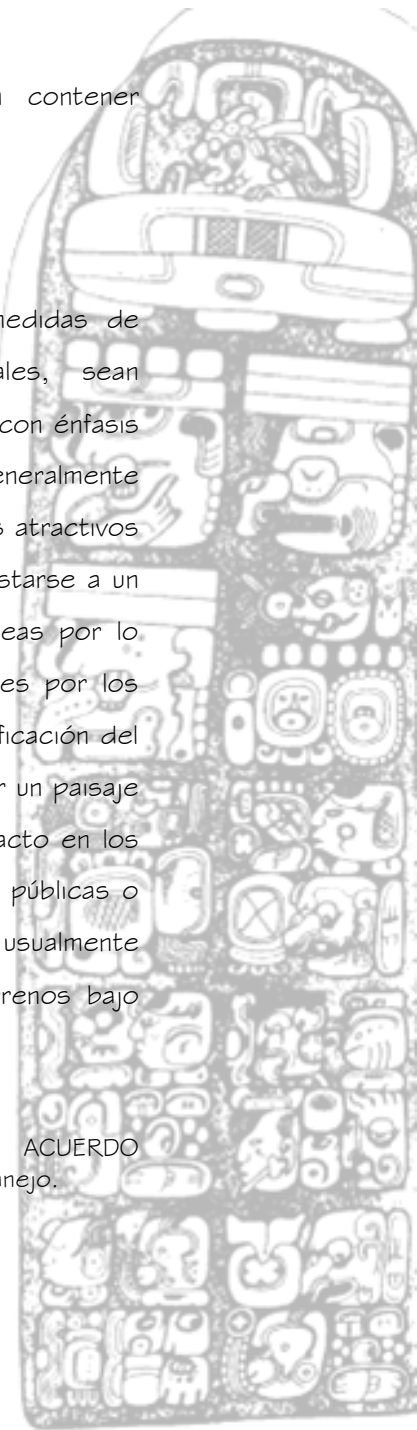 contener
medidas de
ales, sean
con énfasis
eneralmente
s atractivos
starse a un
eas por lo
es por los
ficación del
r un paisaje
acto en los
públicas o
usualmente
renos bajo
ACUERDO
nejo.